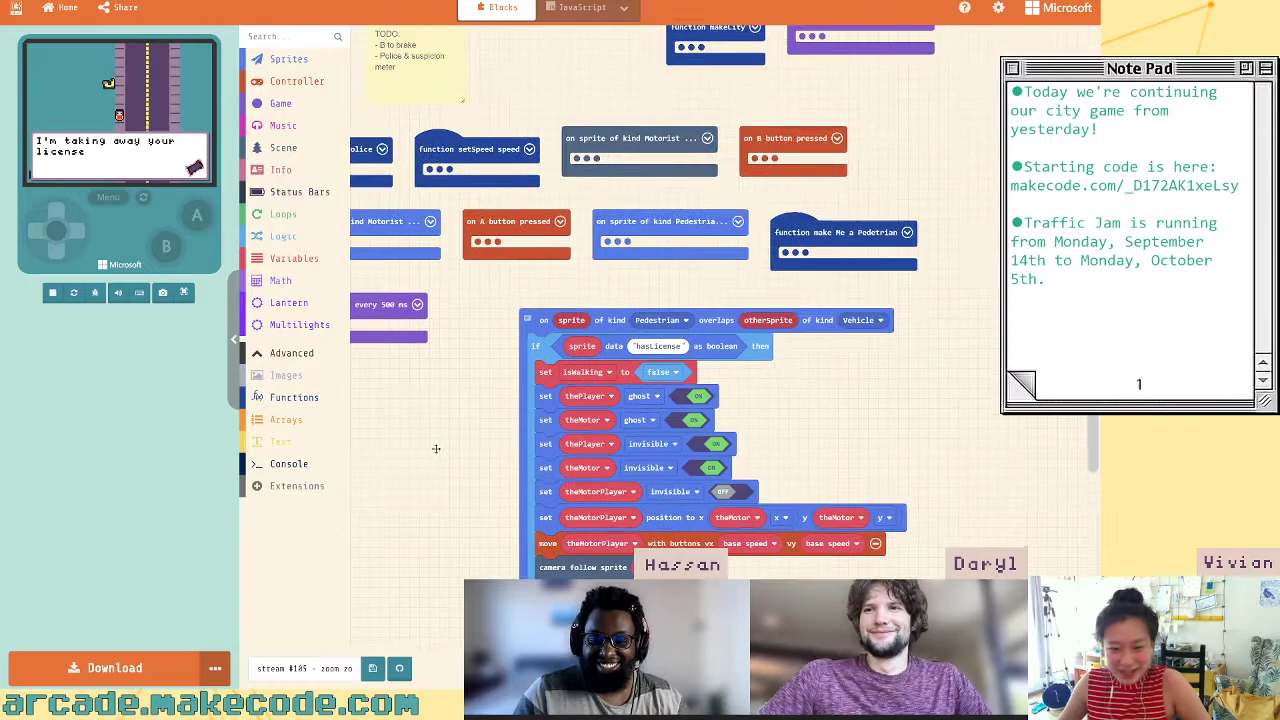 Home
Share
Blocks
JavaScript
Microsoft
Search...
Sprites
Controller
Game
Music
Scene
Info
Status Bars
Loops
Logic
Variables
Math
Lantern
Multilights
Advanced
Images
Functions
Arrays
Text
Console
Extensions
I'm taking away your
license
Menu
A
B
Microsoft
TODO:
- B to brake
- Police & suspicion
meter
function makeCity
olice
function setSpeed speed
on sprite of kind Motorist ...
on B button pressed
ind Motorist ...
on A button pressed
on sprite of kind Pedestria...
function make Me a Pedetrian
every 500 ms
on sprite of kind Pedestrian overlaps otherSprite of kind Vehicle
if sprite data "hasLicense" as boolean then
set isWalking to false
set thePlayer ghost ON
set theMotor ghost ON
set thePlayer invisible ON
set theMotor invisible ON
set theMotorPlayer invisible OFF
set theMotorPlayer position to x theMotor x y theMotor y
move theMotorPlayer with buttons vx base speed vy base speed
camera follow sprite
Note Pad
●Today we're continuing
our city game from
yesterday!
●Starting code is here:
makecode.com/_D172AK1xeLsy
●Traffic Jam is running
from Monday, September
14th to Monday, October
5th.
1
Hassan
Daryl
Vivian
Download
stream #105 - zoom zo
arcade.makecode.com